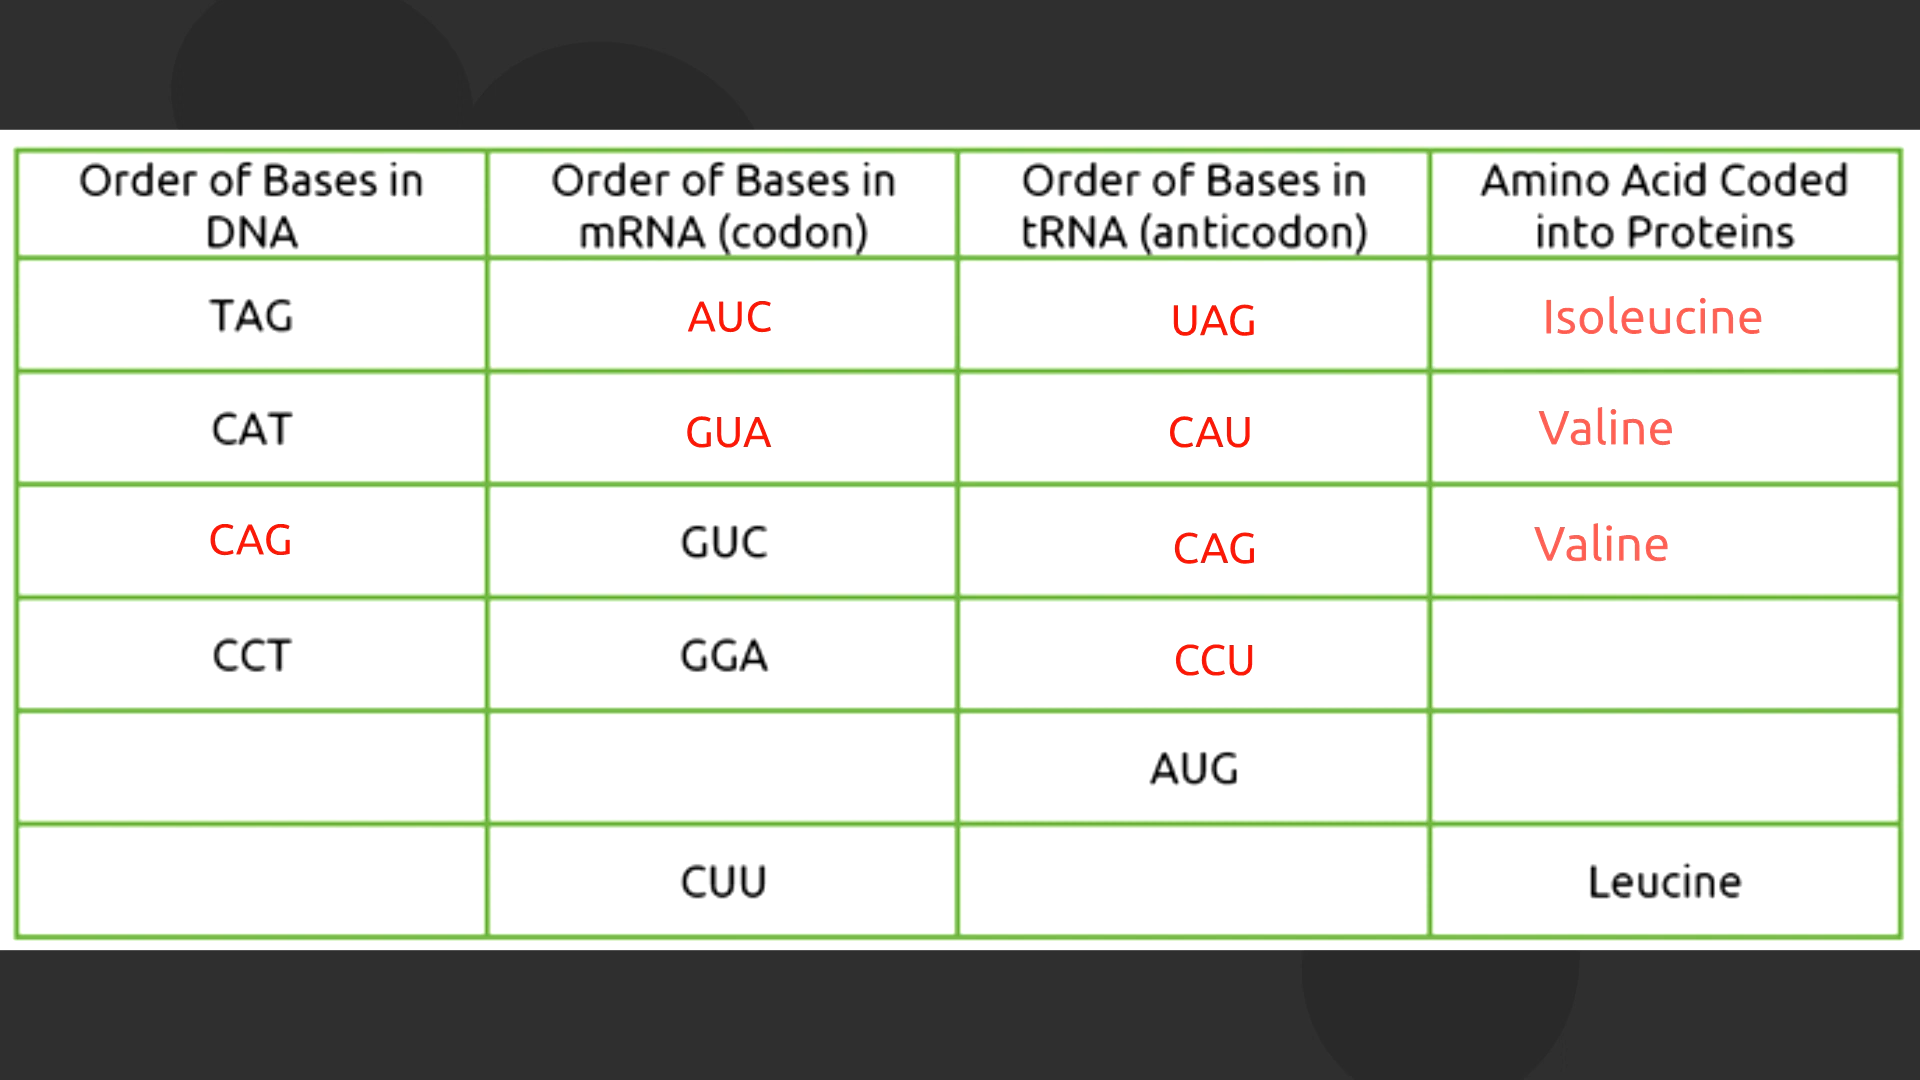 Order of Bases in
DNA
Order of Bases in
mRNA (codon)
Order of Bases in
tRNA (anticodon)
Amino Acid Coded
into Proteins
TAG
AUC
UAG
Isoleucine
CAT
GUA
CAU
Valine
CAG
GUC
CAG
Valine
CCT
GGA
CCU
AUG
CUU
Leucine